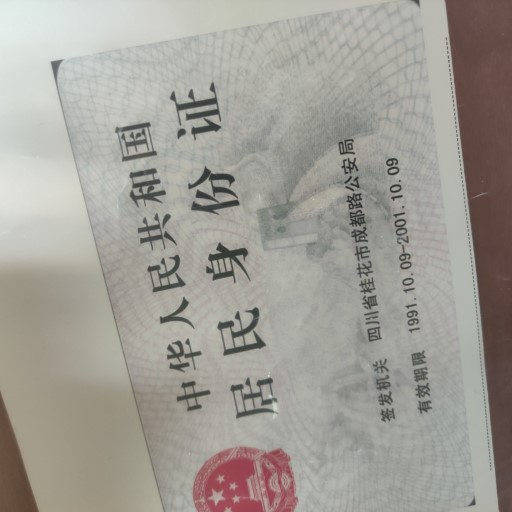 中华人民共和国
居民身份证
签发机关 四川省桂花市成都路公安局
有效期限 1991.10.09-2001.10.09